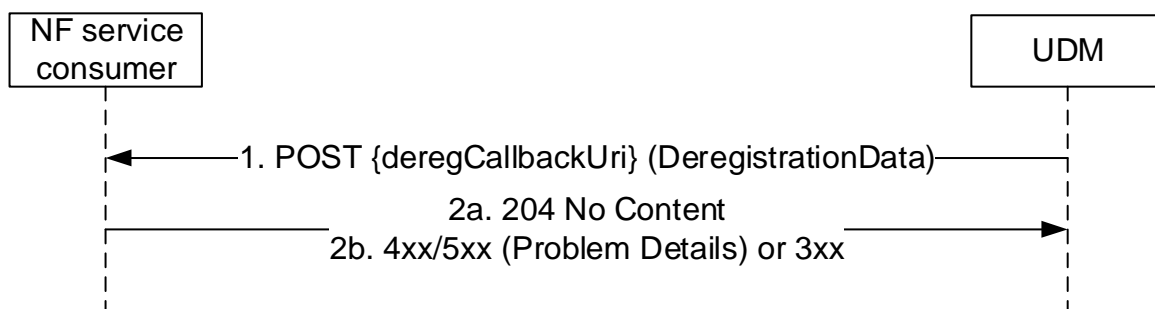 NF service
consumer
UDM
1. POST {deregCallbackUri} (DeregistrationData)
2a. 204 No Content
2b. 4xx/5xx (Problem Details) or 3xx